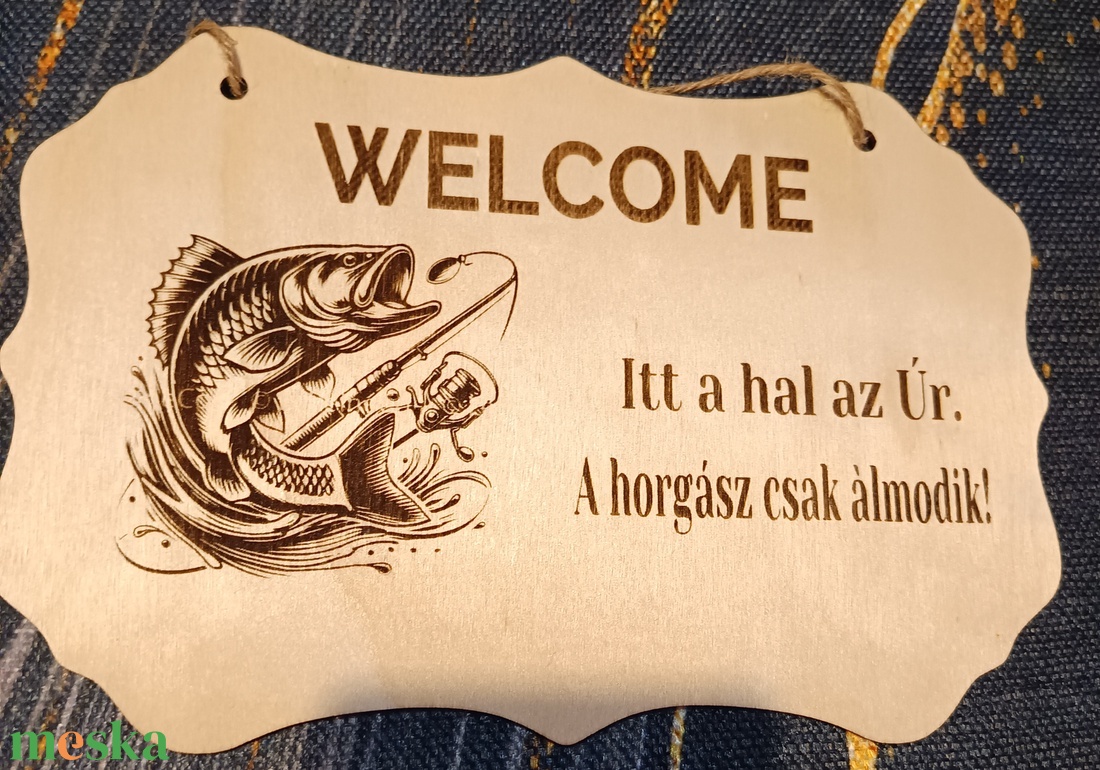 WELCOME
Itt a hal az Úr.
A horgász csak àlmodik!
meska